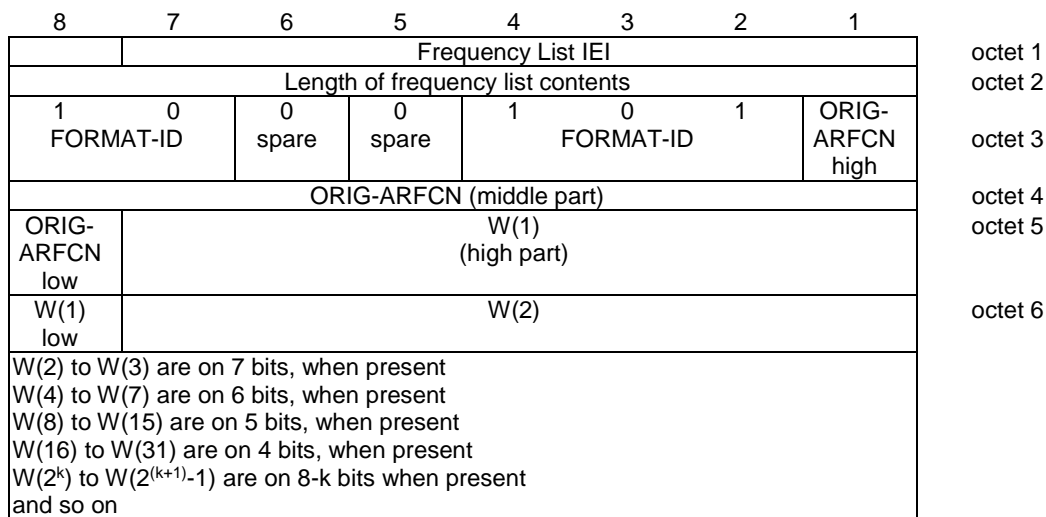 8 7 6 5 4 3 2 1
Frequency List IEI octet 1
Length of frequency list contents octet 2
1 0 0 0 1 0 1 ORIG-
FORMAT-ID spare spare FORMAT-ID ARFCN octet 3
high
ORIG-ARFCN (middle part) octet 4
ORIG- W(1) octet 5
ARFCN (high part)
low
W(1) W(2) octet 6
low
W(2) to W(3) are on 7 bits, when present
W(4) to W(7) are on 6 bits, when present
W(8) to W(15) are on 5 bits, when present
W(16) to W(31) are on 4 bits, when present
W(2^k) to W(2^(k+1)-1) are on 8-k bits when present
and so on